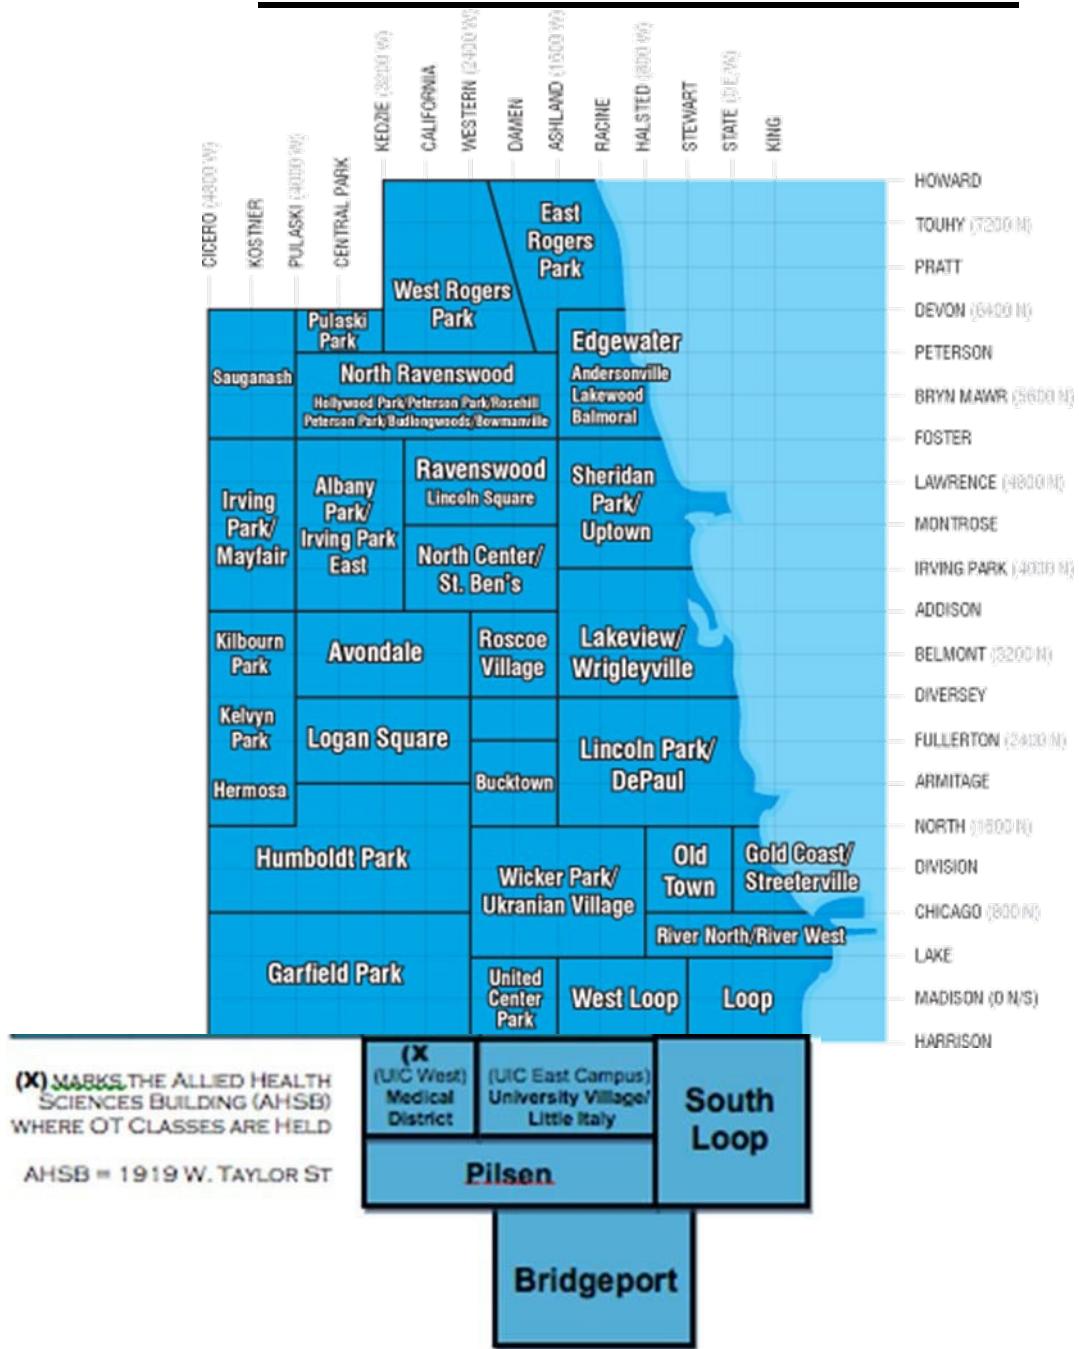 CICERO (4800 W)
KOSTNER
PULASKI (4000 W)
CENTRAL PARK
KEDZIE (3200 W)
CALIFORNIA
WESTERN (2400 W)
DAMEN
ASHLAND (1600 W)
RACINE
HALSTED (800 W)
STEWART
STATE (0 E/W)
KING
HOWARD
TOUHY (7200 N)
PRATT
DEVON (6400 N)
PETERSON
BRYN MAWR (5600 N)
FOSTER
LAWRENCE (4800 N)
MONTROSE
IRVING PARK (4000 N)
ADDISON
BELMONT (3200 N)
DIVERSEY
FULLERTON (2400 N)
ARMITAGE
NORTH (1600 N)
DIVISION
CHICAGO (800 N)
LAKE
MADISON (0 N/S)
HARRISON
East
Rogers
Park
West Rogers
Park
Pulaski
Park
Sauganash
North Ravenswood
Hollywood Park/Peterson Park/Rosehill
Peterson Park/Budlongwoods/Bowmanville
Edgewater
Andersonville
Lakewood
Balmoral
Irving
Park/
Mayfair
Albany
Park/
Irving Park
East
Ravenswood
Lincoln Square
North Center/
St. Ben's
Sheridan
Park/
Uptown
Kilbourn
Park
Avondale
Roscoe
Village
Lakeview/
Wrigleyville
Kelvyn
Park
Hermosa
Logan Square
Bucktown
Lincoln Park/
DePaul
Humboldt Park
Wicker Park/
Ukranian Village
Old
Town
Gold Coast/
Streeterville
River North/River West
Garfield Park
United
Center
Park
West Loop
Loop
(X) MARKS THE ALLIED HEALTH
SCIENCES BUILDING (AHSB)
WHERE OT CLASSES ARE HELD
AHSB = 1919 W. TAYLOR ST
(X
(UIC West)
Medical
District
(UIC East Campus)
University Village/
Little Italy
South
Loop
Pilsen
Bridgeport